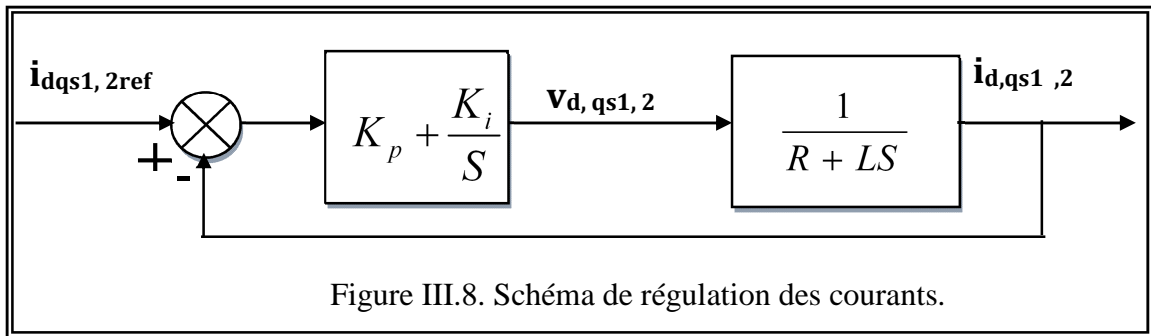 i_dqs1, 2ref
+
-
K_p + K_i / S
v_d, qs1, 2
1 / (R + LS)
i_d,qs1 ,2
Figure III.8. Schéma de régulation des courants.